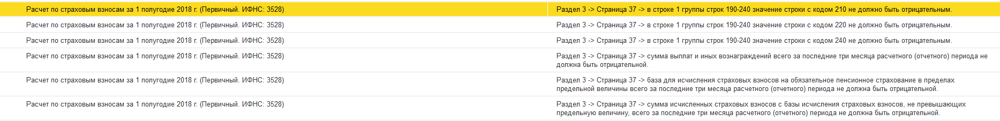 Расчет по страховым взносам за 1 полугодие 2018 г. (Первичный. ИФНС: 3528)
Раздел 3 -> Страница 37 -> в строке 1 группы строк 190-240 значение строки с кодом 210 не должно быть отрицательным.
Расчет по страховым взносам за 1 полугодие 2018 г. (Первичный. ИФНС: 3528)
Раздел 3 -> Страница 37 -> в строке 1 группы строк 190-240 значение строки с кодом 220 не должно быть отрицательным.
Расчет по страховым взносам за 1 полугодие 2018 г. (Первичный. ИФНС: 3528)
Раздел 3 -> Страница 37 -> в строке 1 группы строк 190-240 значение строки с кодом 240 не должно быть отрицательным.
Расчет по страховым взносам за 1 полугодие 2018 г. (Первичный. ИФНС: 3528)
Раздел 3 -> Страница 37 -> сумма выплат и иных вознаграждений всего за последние три месяца расчетного (отчетного) периода не
должна быть отрицательной.
Расчет по страховым взносам за 1 полугодие 2018 г. (Первичный. ИФНС: 3528)
Раздел 3 -> Страница 37 -> база для исчисления страховых взносов на обязательное пенсионное страхование в пределах
предельной величины всего за последние три месяца расчетного (отчетного) периода не должна быть отрицательной.
Расчет по страховым взносам за 1 полугодие 2018 г. (Первичный. ИФНС: 3528)
Раздел 3 -> Страница 37 -> сумма исчисленных страховых взносов с базы исчисления страховых взносов, не превышающих
предельную величину, всего за последние три месяца расчетного (отчетного) периода не должна быть отрицательной.